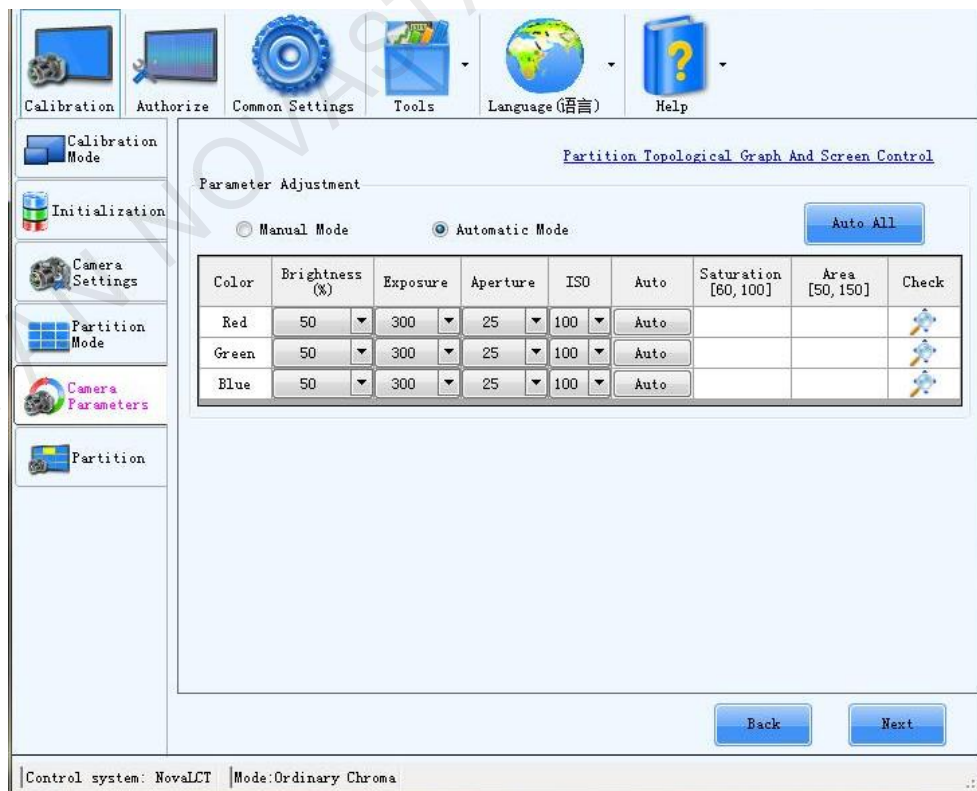 Calibration Authorize Common Settings Tools Language(语言) Help
Calibration
Mode
Initialization
Camera
Settings
Partition
Mode
Camera
Parameters
Partition
Partition Topological Graph And Screen Control
Parameter Adjustment
Manual Mode Automatic Mode Auto All
Color Brightness (%) Exposure Aperture ISO Auto Saturation [60, 100] Area [50, 150] Check
Red 50 300 25 100 Auto
Green 50 300 25 100 Auto
Blue 50 300 25 100 Auto
Back Next
Control system: NovaLCT Mode:Ordinary Chroma